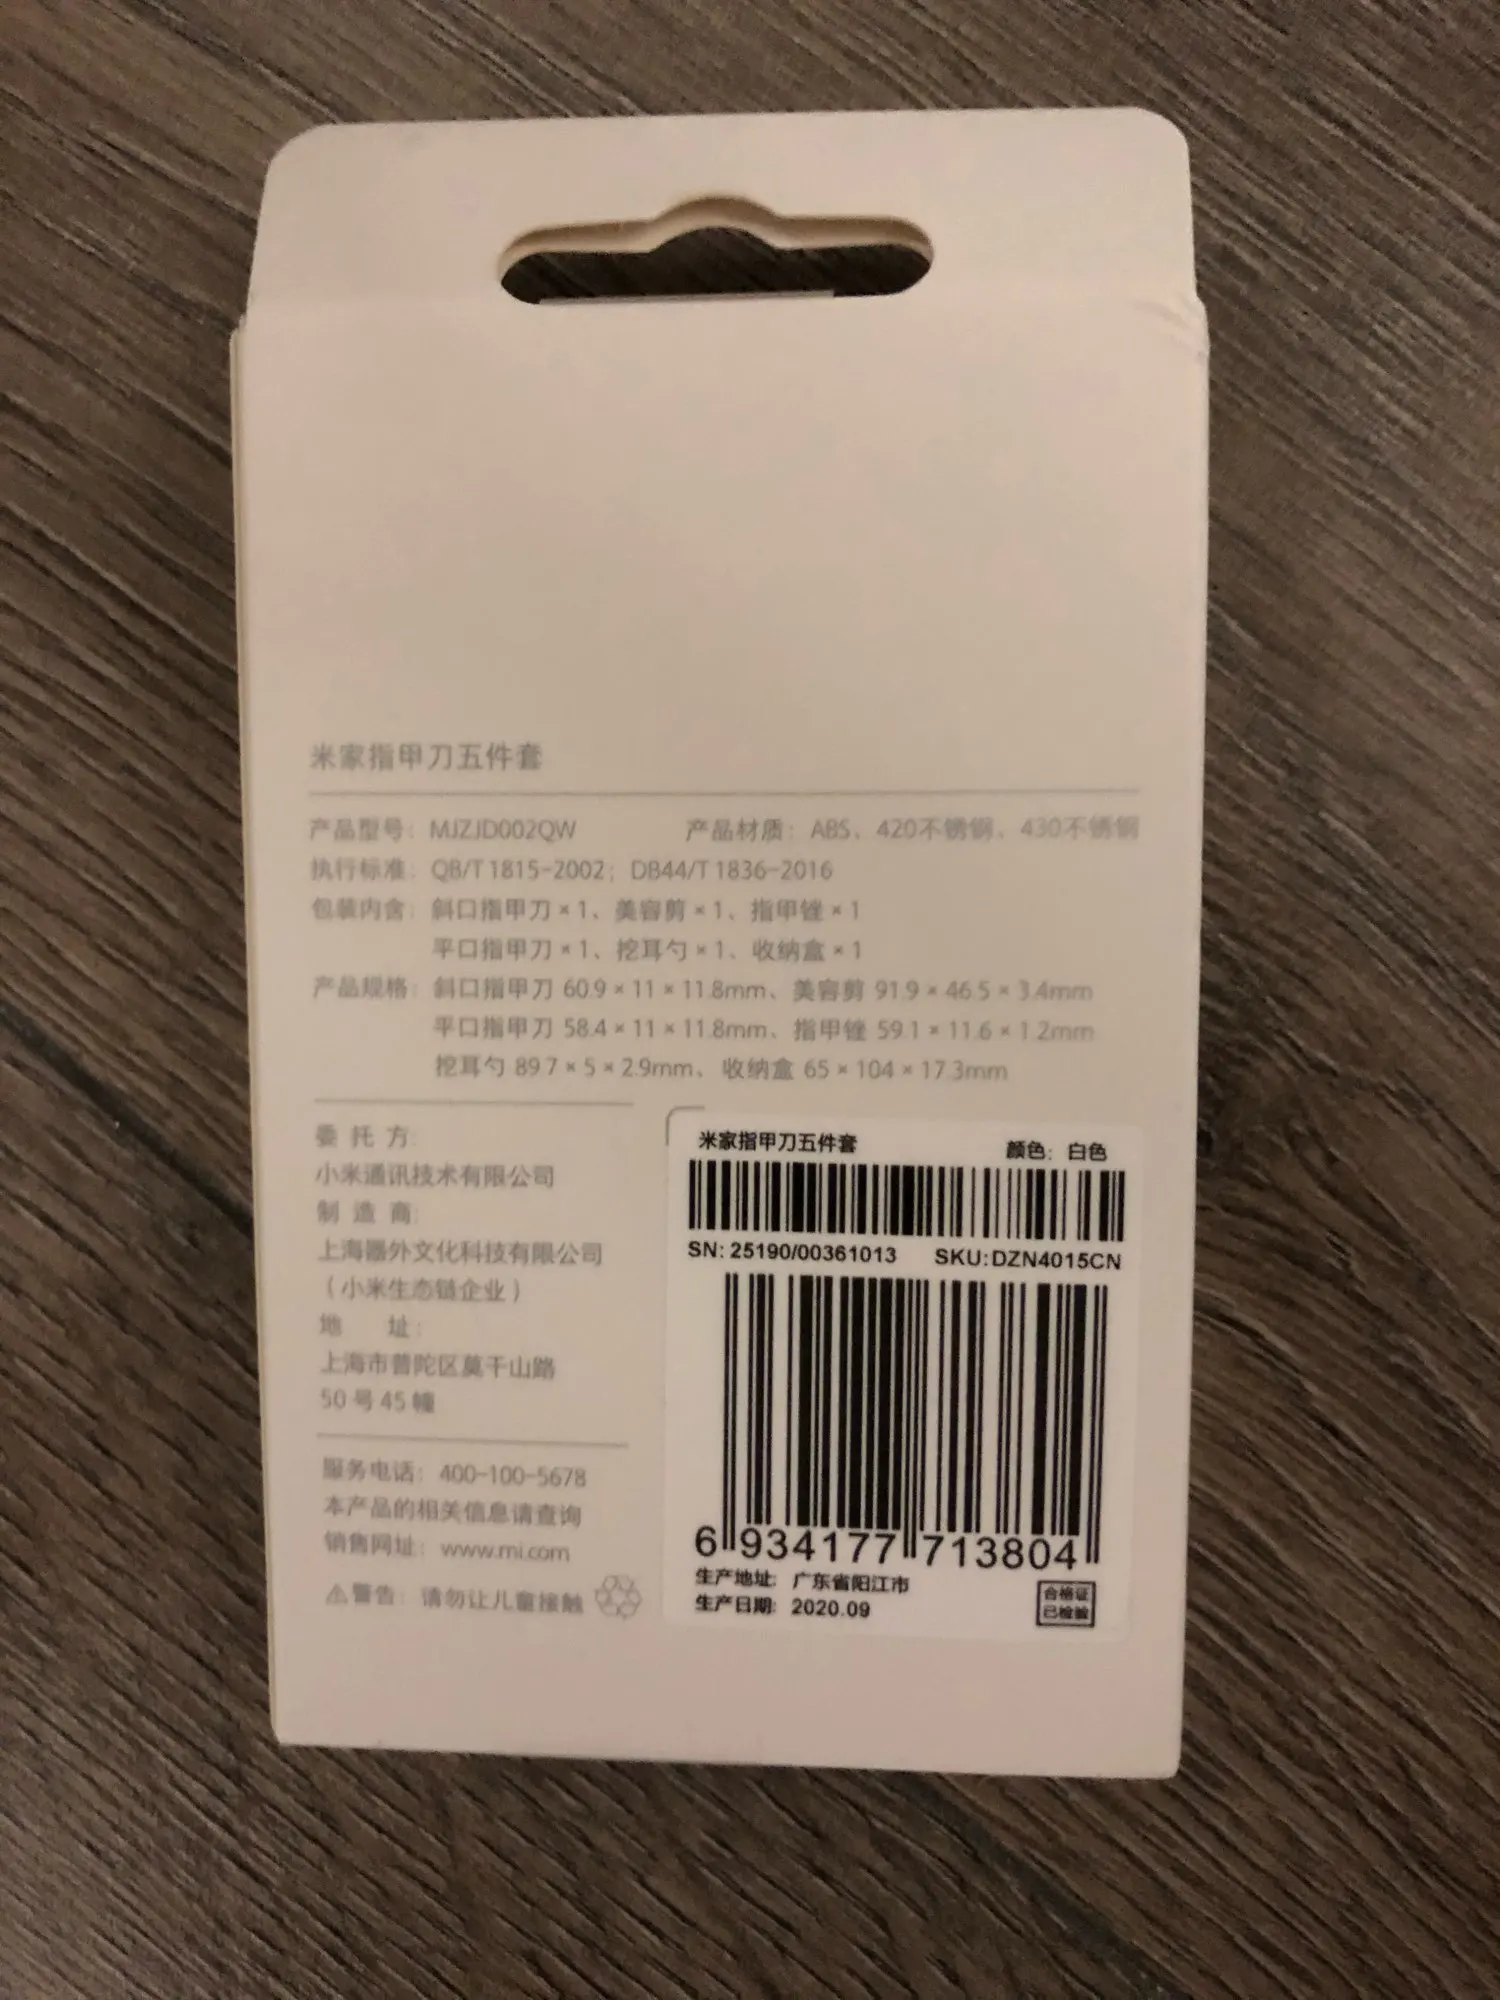 米家指甲刀五件套
产品型号：MJZJD002QW 产品材质：ABS、420不锈钢、430不锈钢
执行标准：QB/T 1815-2002；DB44/T 1836-2016
包装内含：斜口指甲刀×1、美容剪×1、指甲锉×1
平口指甲刀×1、挖耳勺×1、收纳盒×1
产品规格：斜口指甲刀 60.9×11×11.8mm、美容剪 91.9×46.5×3.4mm
平口指甲刀 58.4×11×11.8mm、指甲锉 59.1×11.6×1.2mm
挖耳勺 89.7×5×2.9mm、收纳盒 65×104×17.3mm
委 托 方：
小米通讯技术有限公司
制 造 商：
上海器外文化科技有限公司
（小米生态链企业）
地 址：
上海市普陀区莫干山路
50 号 45 幢
服务电话：400-100-5678
本产品的相关信息请查询
销售网址：www.mi.com
⚠警告：请勿让儿童接触
米家指甲刀五件套 颜色：白色
SN: 25190/00361013 SKU:DZN4015CN
6 934177 713804
生产地址: 广东省阳江市
生产日期: 2020.09
合格证
已检验